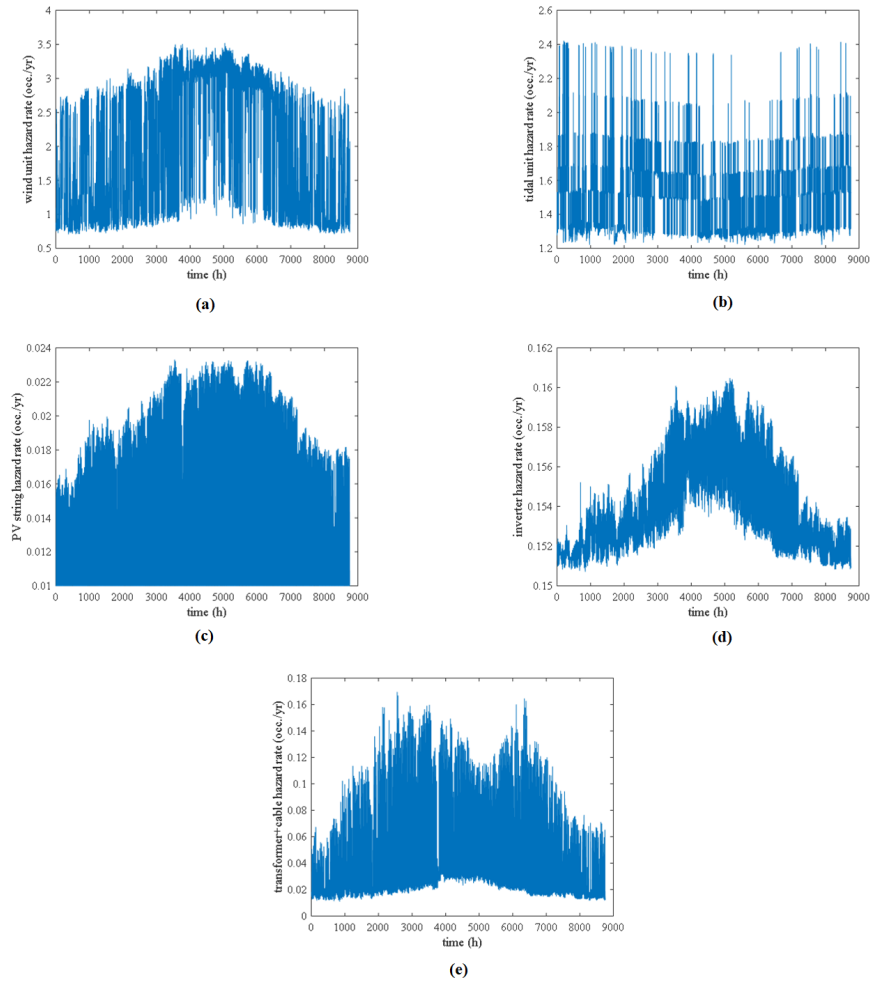 4
3.5
3
2.5
2
1.5
1
0.5
wind unit hazard rate (occ./yr)
0 1000 2000 3000 4000 5000 6000 7000 8000 9000
time (h)
(a)
2.6
2.4
2.2
2
1.8
1.6
1.4
1.2
tidal unit hazard rate (occ./yr)
0 1000 2000 3000 4000 5000 6000 7000 8000 9000
time (h)
(b)
0.024
0.022
0.02
0.018
0.016
0.014
0.012
0.01
PV string hazard rate (occ./yr)
0 1000 2000 3000 4000 5000 6000 7000 8000 9000
time (h)
(c)
0.162
0.16
0.158
0.156
0.154
0.152
0.15
inverter hazard rate (occ./yr)
0 1000 2000 3000 4000 5000 6000 7000 8000 9000
time (h)
(d)
0.18
0.16
0.14
0.12
0.1
0.08
0.06
0.04
0.02
0
transformer+cable hazard rate (occ./yr)
0 1000 2000 3000 4000 5000 6000 7000 8000 9000
time (h)
(e)